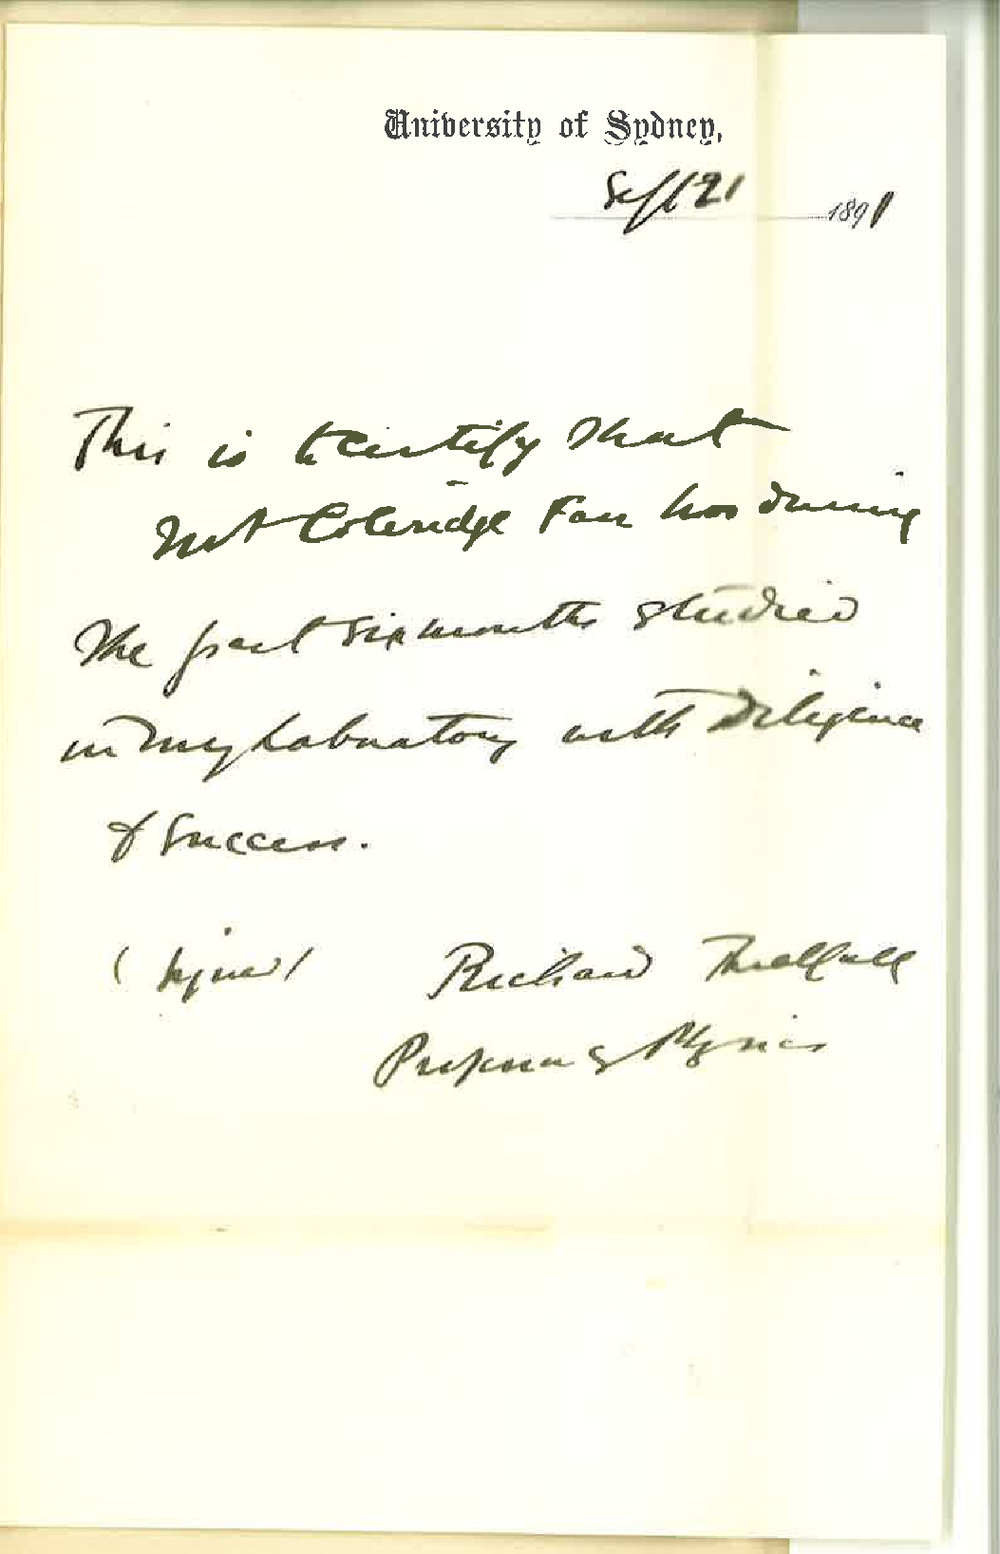 University of Sydney,
Sept 21 1891
This is to certify that
Mr Coleridge Farr has during
the past six months studied
in my Laboratory with diligence
& success.
(signed) Richard Threlfall
Professor of Physics